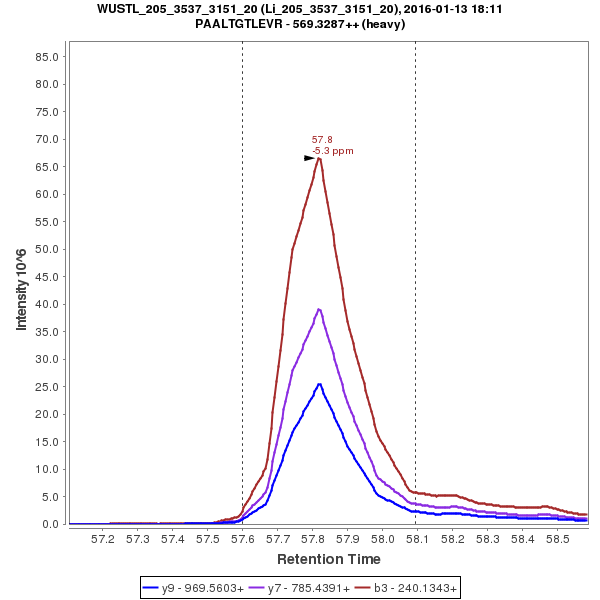 WUSTL_205_3537_3151_20 (Li_205_3537_3151_20), 2016-01-13 18:11
PAALTGTLEVR - 569.3287++ (heavy)
85.0
80.0
75.0
70.0
65.0
60.0
55.0
50.0
45.0
40.0
35.0
30.0
25.0
20.0
15.0
10.0
5.0
0.0
Intensity 10^6
57.8
-5.3 ppm
57.2 57.3 57.4 57.5 57.6 57.7 57.8 57.9 58.0 58.1 58.2 58.3 58.4 58.5
Retention Time
y9 - 969.5603+ y7 - 785.4391+ b3 - 240.1343+